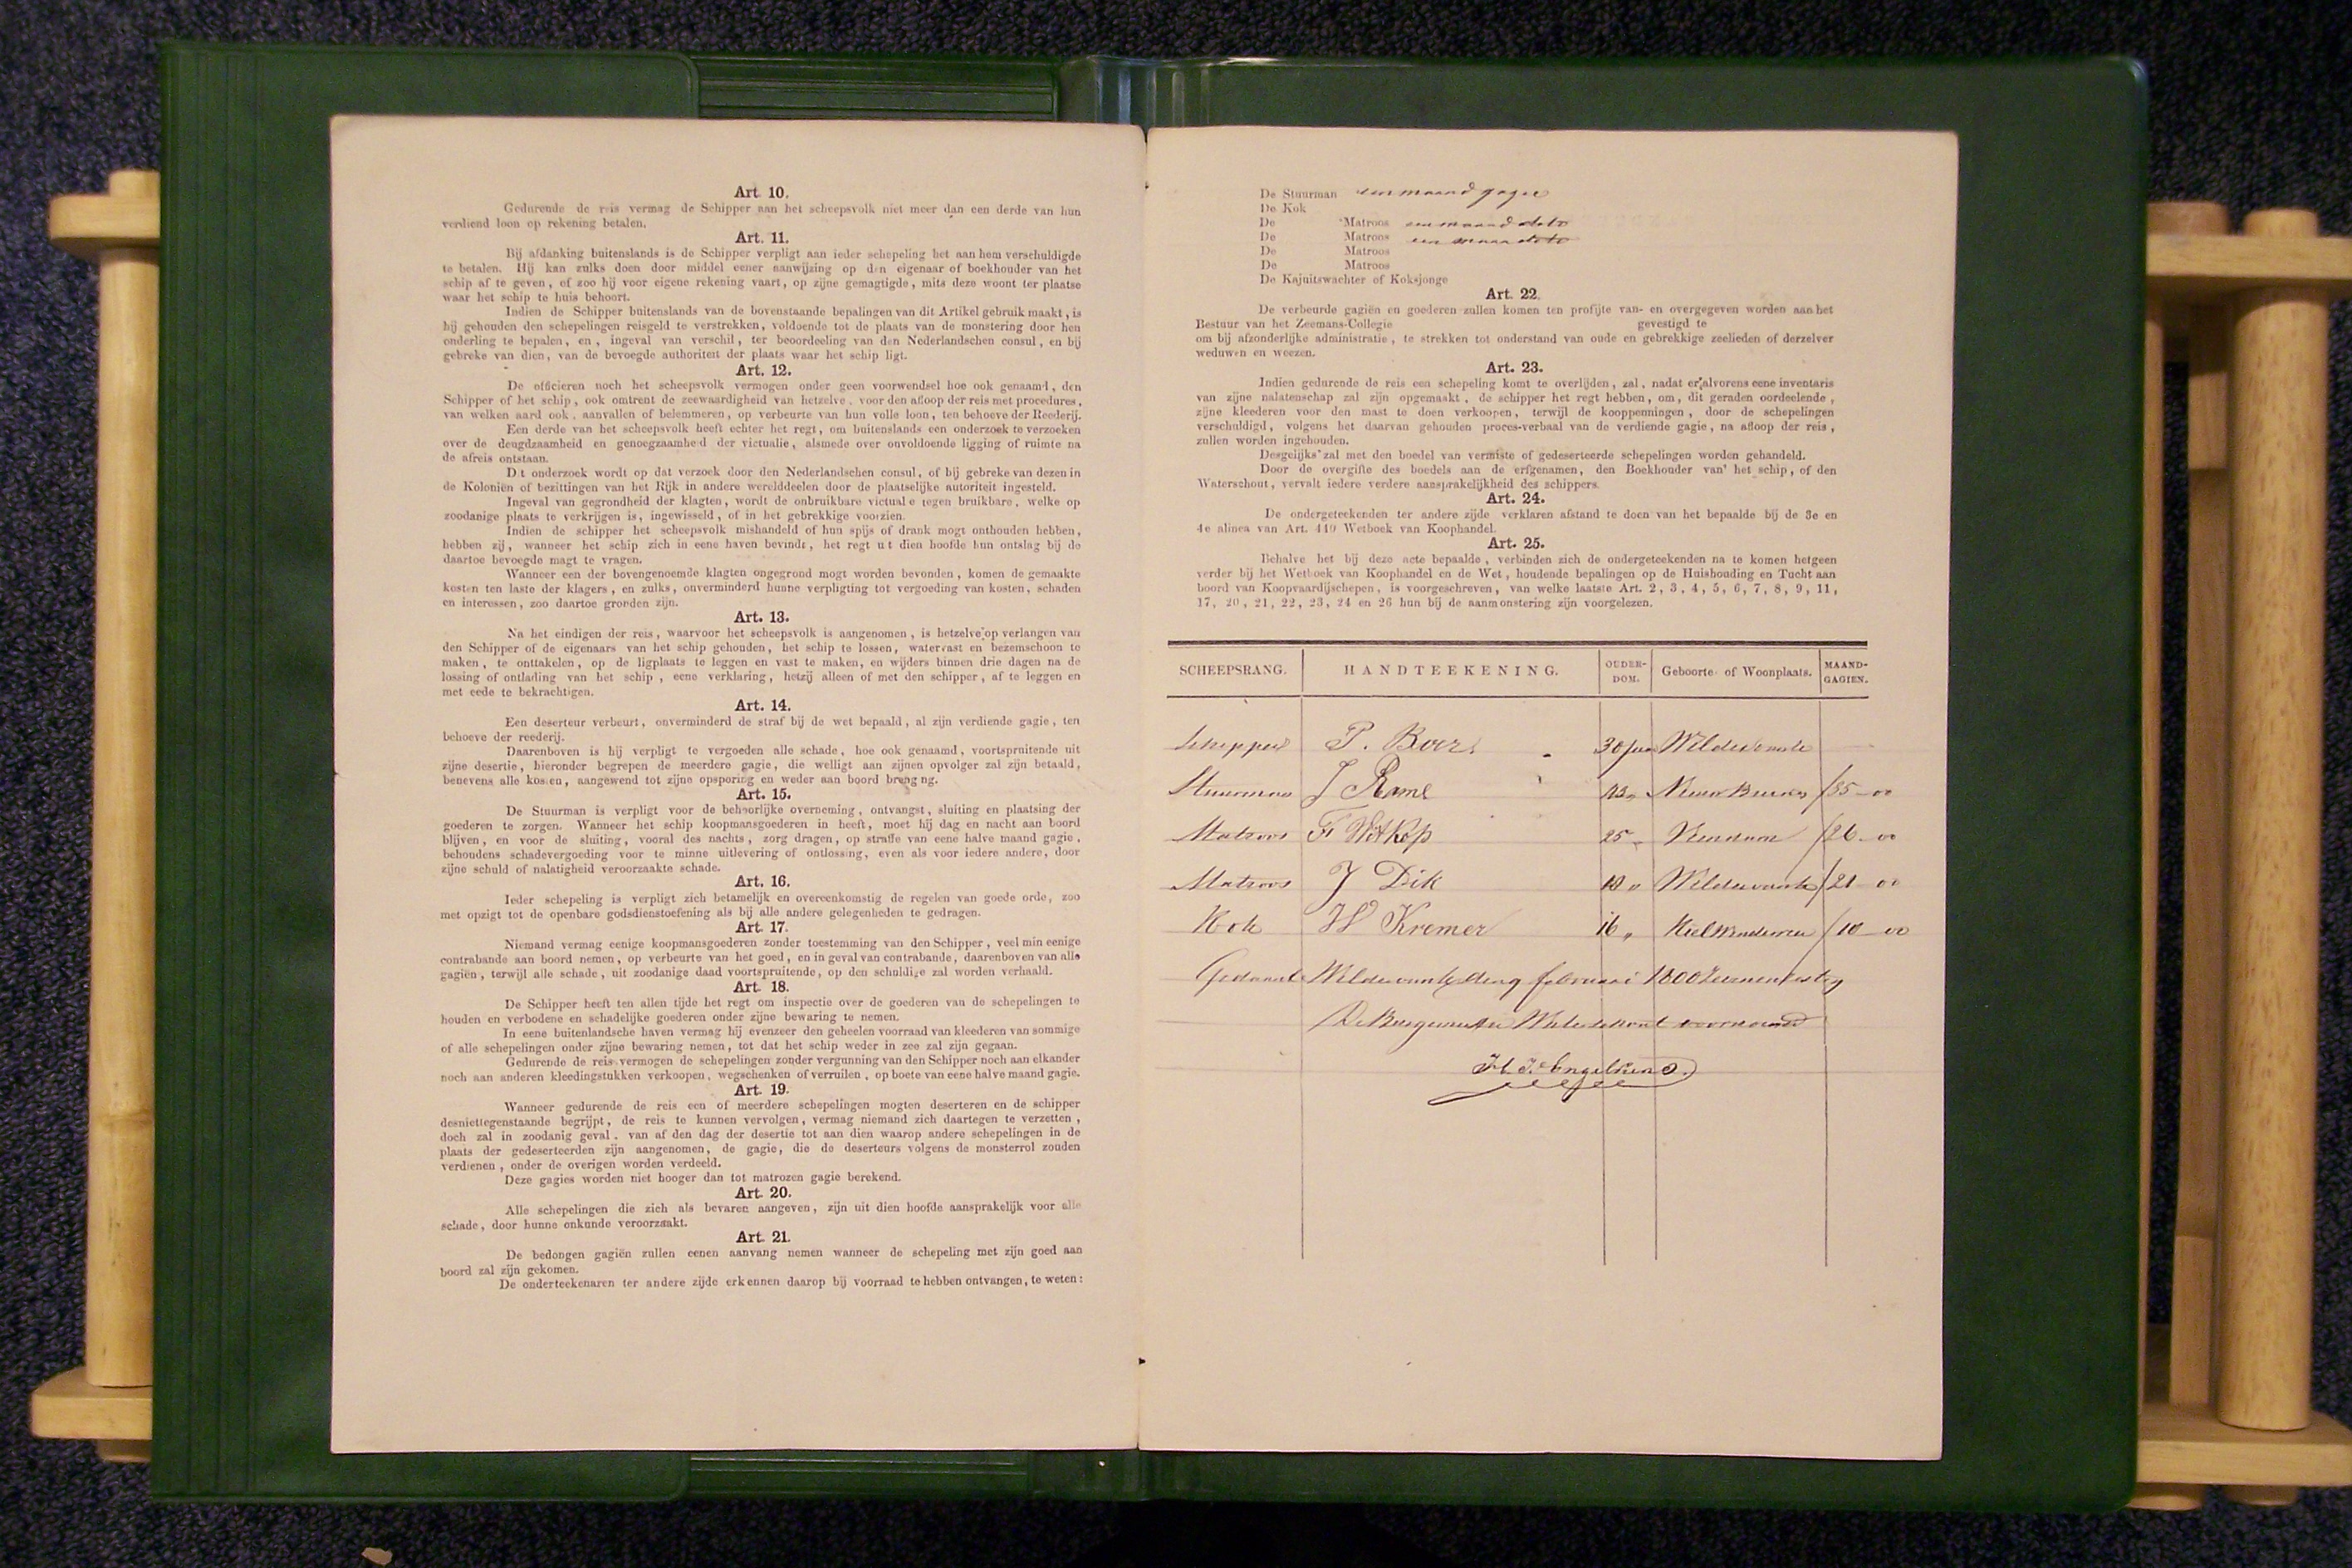 Art. 10.
Gedurende de reis vermag de Schipper aan het scheepsvolk niet meer dan een derde van hun
verdiend loon op rekening betalen.
Art. 11.
Bij afdanking buitenslands is de Schipper verpligt aan ieder schepeling het aan hem verschuldigde
te betalen. Hij kan zulks doen door middel eener aanwijzing op den eigenaar of boekhouder van het
schip af te geven, of zoo hij voor eigene rekening vaart, op zijne gemagtigde, mits deze woont ter plaatse
waar het schip te huis behoort.
Indien de Schipper buitenslands van de bovenstaande bepalingen van dit Artikel gebruik maakt, is
hij gehouden den schepelingen reisgeld te verstrekken, voldoende tot de plaats van de monstering door hen
onderling te bepalen, en, ingeval van verschil, ter beoordeeling van den Nederlandschen consul, en bij
gebreke van dien, van de bevoegde authoriteit der plaats waar het schip ligt.
Art. 12.
De officieren noch het scheepsvolk vermogen onder geen voorwendsel hoe ook genaamd, den
Schipper of het schip, ook omtrent de zeewaardigheid van hetzelve, voor den afloop der reis met procedures,
van welken aard ook, aanvallen of belemmeren, op verbeurte van hun volle loon, ten behoeve der Reederij.
Een derde van het scheepsvolk heeft echter het regt, om buitenslands een onderzoek te verzoeken
over de deugdzaamheid en genoegzaamheid der victualie, alsmede over onvoldoende ligging of ruimte na
de afreis ontstaan.
Dit onderzoek wordt op dat verzoek door den Nederlandschen consul, of bij gebreke van dezen in
de Koloniën of bezittingen van het Rijk in andere werelddeelen door de plaatselijke autoriteit ingesteld.
Ingeval van gegrondheid der klagten, wordt de onbruikbare victualie tegen bruikbare, welke op
zoodanige plaats te verkrijgen is, ingewisseld, of in het gebrekkige voorzien.
Indien de schipper het scheepsvolk mishandeld of hun spijs of drank mogt onthouden hebben,
hebben zij, wanneer het schip zich in eene haven bevindt, het regt uit dien hoofde hun ontslag bij de
daartoe bevoegde magt te vragen.
Wanneer een der bovengenoemde klagten ongegrond mogt worden bevonden, komen de gemaakte
kosten ten laste der klagers, en zulks, onverminderd hunne verpligting tot vergoeding van kosten, schaden
en interessen, zoo daartoe gronden zijn.
Art. 13.
Na het eindigen der reis, waarvoor het scheepsvolk is aangenomen, is hetzelve op verlangen van
den Schipper of de eigenaars van het schip gehouden, het schip te lossen, watervast en bezemschoon te
maken, te onttakelen, op de ligplaats te leggen en vast te maken, en wijders binnen drie dagen na de
lossing of ontlading van het schip, eene verklaring, hetzij alleen of met den schipper, af te leggen en
met eede te bekrachtigen.
Art. 14.
Een deserteur verbeurt, onverminderd de straf bij de wet bepaald, al zijn verdiende gagie, ten
behoeve der reederij.
Daarenboven is hij verpligt te vergoeden alle schade, hoe ook genaamd, voortspruitende uit
zijne desertie, hieronder begrepen de meerdere gagie, die welligt aan zijnen opvolger zal zijn betaald,
benevens alle kosten, aangewend tot zijne opsporing en weder aan boord brenging.
Art. 15.
De Stuurman is verpligt voor de behoorlijke overneming, ontvangst, sluiting en plaatsing der
goederen te zorgen. Wanneer het schip koopmansgoederen in heeft, moet hij dag en nacht aan boord
blijven, en voor de sluiting, vooral des nachts, zorg dragen, op straffe van eene halve maand gagie,
behoudens schadevergoeding voor te minne uitlevering of ontlossing, even als voor iedere andere, door
zijne schuld of nalatigheid veroorzaakte schade.
Art. 16.
Ieder schepeling is verpligt zich betamelijk en overeenkomstig de regelen van goede orde, zoo
met opzigt tot de openbare godsdienstoefening als bij alle andere gelegenheden te gedragen.
Art. 17.
Niemand vermag eenige koopmansgoederen zonder toestemming van den Schipper, veel min eenige
contrabande aan boord nemen, op verbeurte van het goed, en in geval van contrabande, daarenboven van alle
gagiën, terwijl alle schade, uit zoodanige daad voortspruitende, op den schuldige zal worden verhaald.
Art. 18.
De Schipper heeft ten allen tijde het regt om inspectie over de goederen van de schepelingen te
houden en verbodene en schadelijke goederen onder zijne bewaring te nemen.
In eene buitenlandsche haven vermag hij evenzeer den geheelen voorraad van kleederen van sommige
of alle schepelingen onder zijne bewaring nemen, tot dat het schip weder in zee zal zijn gegaan.
Gedurende de reis vermogen de schepelingen zonder vergunning van den Schipper noch aan elkander
noch aan anderen kleedingstukken verkoopen, wegschenken of verruilen, op boete van eene halve maand gagie.
Art. 19.
Wanneer gedurende de reis een of meerdere schepelingen mogten deserteren en de schipper
desniettegenstaande begrijpt, de reis te kunnen vervolgen, vermag niemand zich daartegen te verzetten,
doch zal in zoodanig geval, van af den dag der desertie tot aan dien waarop andere schepelingen in de
plaats der gedeserteerden zijn aangenomen, de gagie, die de deserteurs volgens de monsterrol zouden
verdienen, onder de overigen worden verdeeld.
Deze gagies worden niet hooger dan tot matrozen gagie berekend.
Art. 20.
Alle schepelingen die zich als bevaren aangeven, zijn uit dien hoofde aansprakelijk voor alle
schade, door hunne onkunde veroorzaakt.
Art. 21.
De bedongen gagiën zullen eenen aanvang nemen wanneer de schepeling met zijn goed aan
boord zal zijn gekomen.
De onderteekenaren ter andere zijde erkennen daarop bij voorraad te hebben ontvangen, te weten:
De Stuurman een maand gagie
De Kok
De Matroos een maand dito
De Matroos een maand dito
De Matroos
De Matroos
De Kajuitswachter of Koksjonge
Art. 22.
De verbeurde gagiën en goederen zullen komen ten profijte van- en overgegeven worden aan het
Bestuur van het Zeemans-Collegie gevestigd te
om bij afzonderlijke administratie, te strekken tot onderstand van oude en gebrekkige zeelieden of derzelver
weduwen en weezen.
Art. 23.
Indien gedurende de reis een schepeling komt te overlijden, zal, nadat er alvorens eene inventaris
van zijne nalatenschap zal zijn opgemaakt, de schipper het regt hebben, om, dit geraden oordeelende,
zijne kleederen voor den mast te doen verkoopen, terwijl de kooppenningen, door de schepelingen
verschuldigd, volgens het daarvan gehouden proces-verbaal van de verdiende gagie, na afloop der reis,
zullen worden ingehouden.
Desgelijks zal met den boedel van vermiste of gedeserteerde schepelingen worden gehandeld.
Door de overgifte des boedels aan de erfgenamen, den Boekhouder van het schip, of den
Waterschout, vervalt iedere verdere aansprakelijkheid des schippers.
Art. 24.
De ondergeteekenden ter andere zijde verklaren afstand te doen van het bepaalde bij de 3e en
4e alinea van Art. 440 Wetboek van Koophandel.
Art. 25.
Behalve het bij deze acte bepaalde, verbinden zich de ondergeteekenden na te komen hetgeen
verder bij het Wetboek van Koophandel en de Wet, houdende bepalingen op de Huishouding en Tucht aan
boord van Koopvaardijschepen, is voorgeschreven, van welke laatste Art. 2, 3, 4, 5, 6, 7, 8, 9, 11,
17, 20, 21, 22, 23, 24 en 26 hun bij de aanmonstering zijn voorgelezen.
SCHEEPSRANG. HANDTEEKENING. OUDERDOM. Geboorte- of Woonplaats. MAANDGAGIEN.
Schipper P. Boer 30 jaar Wildervank
Stuurman J Rame 23 " /35-00
Matroos F Witkop 25 " Veendam /26-00
Matroos J Dik 18 " Wildervank /21-00
Kok H Kremer 16 " Kielwindeweer /10-00
Gedaan te Wildervank den februari 1800
De Burgemeester Waterschout voornoemd